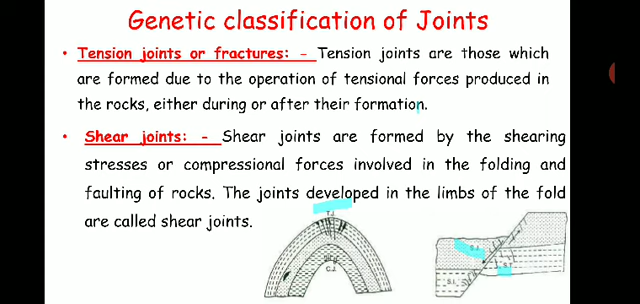 Genetic classification of Joints
• Tension joints or fractures: - Tension joints are those which
are formed due to the operation of tensional forces produced in
the rocks, either during or after their formation.
• Shear joints: - Shear joints are formed by the shearing
stresses or compressional forces involved in the folding and
faulting of rocks. The joints developed in the limbs of the fold
are called shear joints.
T.J.
C.J.
S.J.
S.T.
S.J.